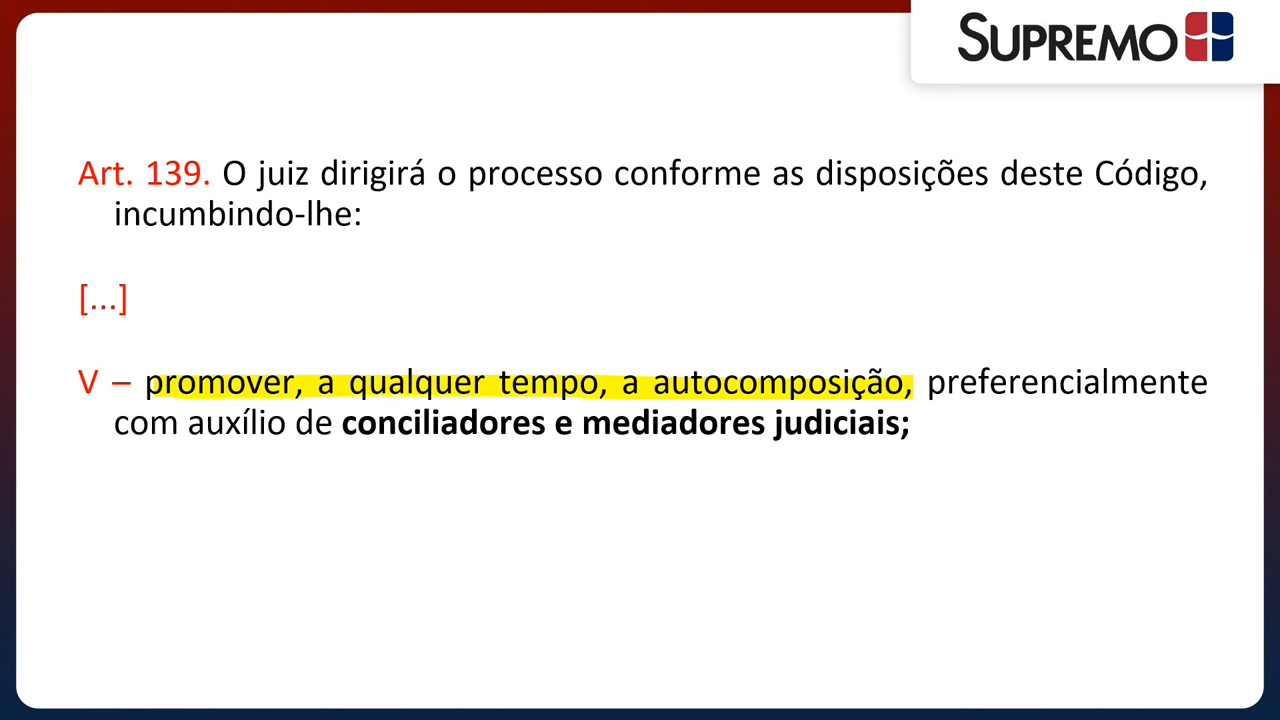 SUPREMO
Art. 139. O juiz dirigirá o processo conforme as disposições deste Código,
incumbindo-lhe:
[...]
V – promover, a qualquer tempo, a autocomposição, preferencialmente
com auxílio de conciliadores e mediadores judiciais;